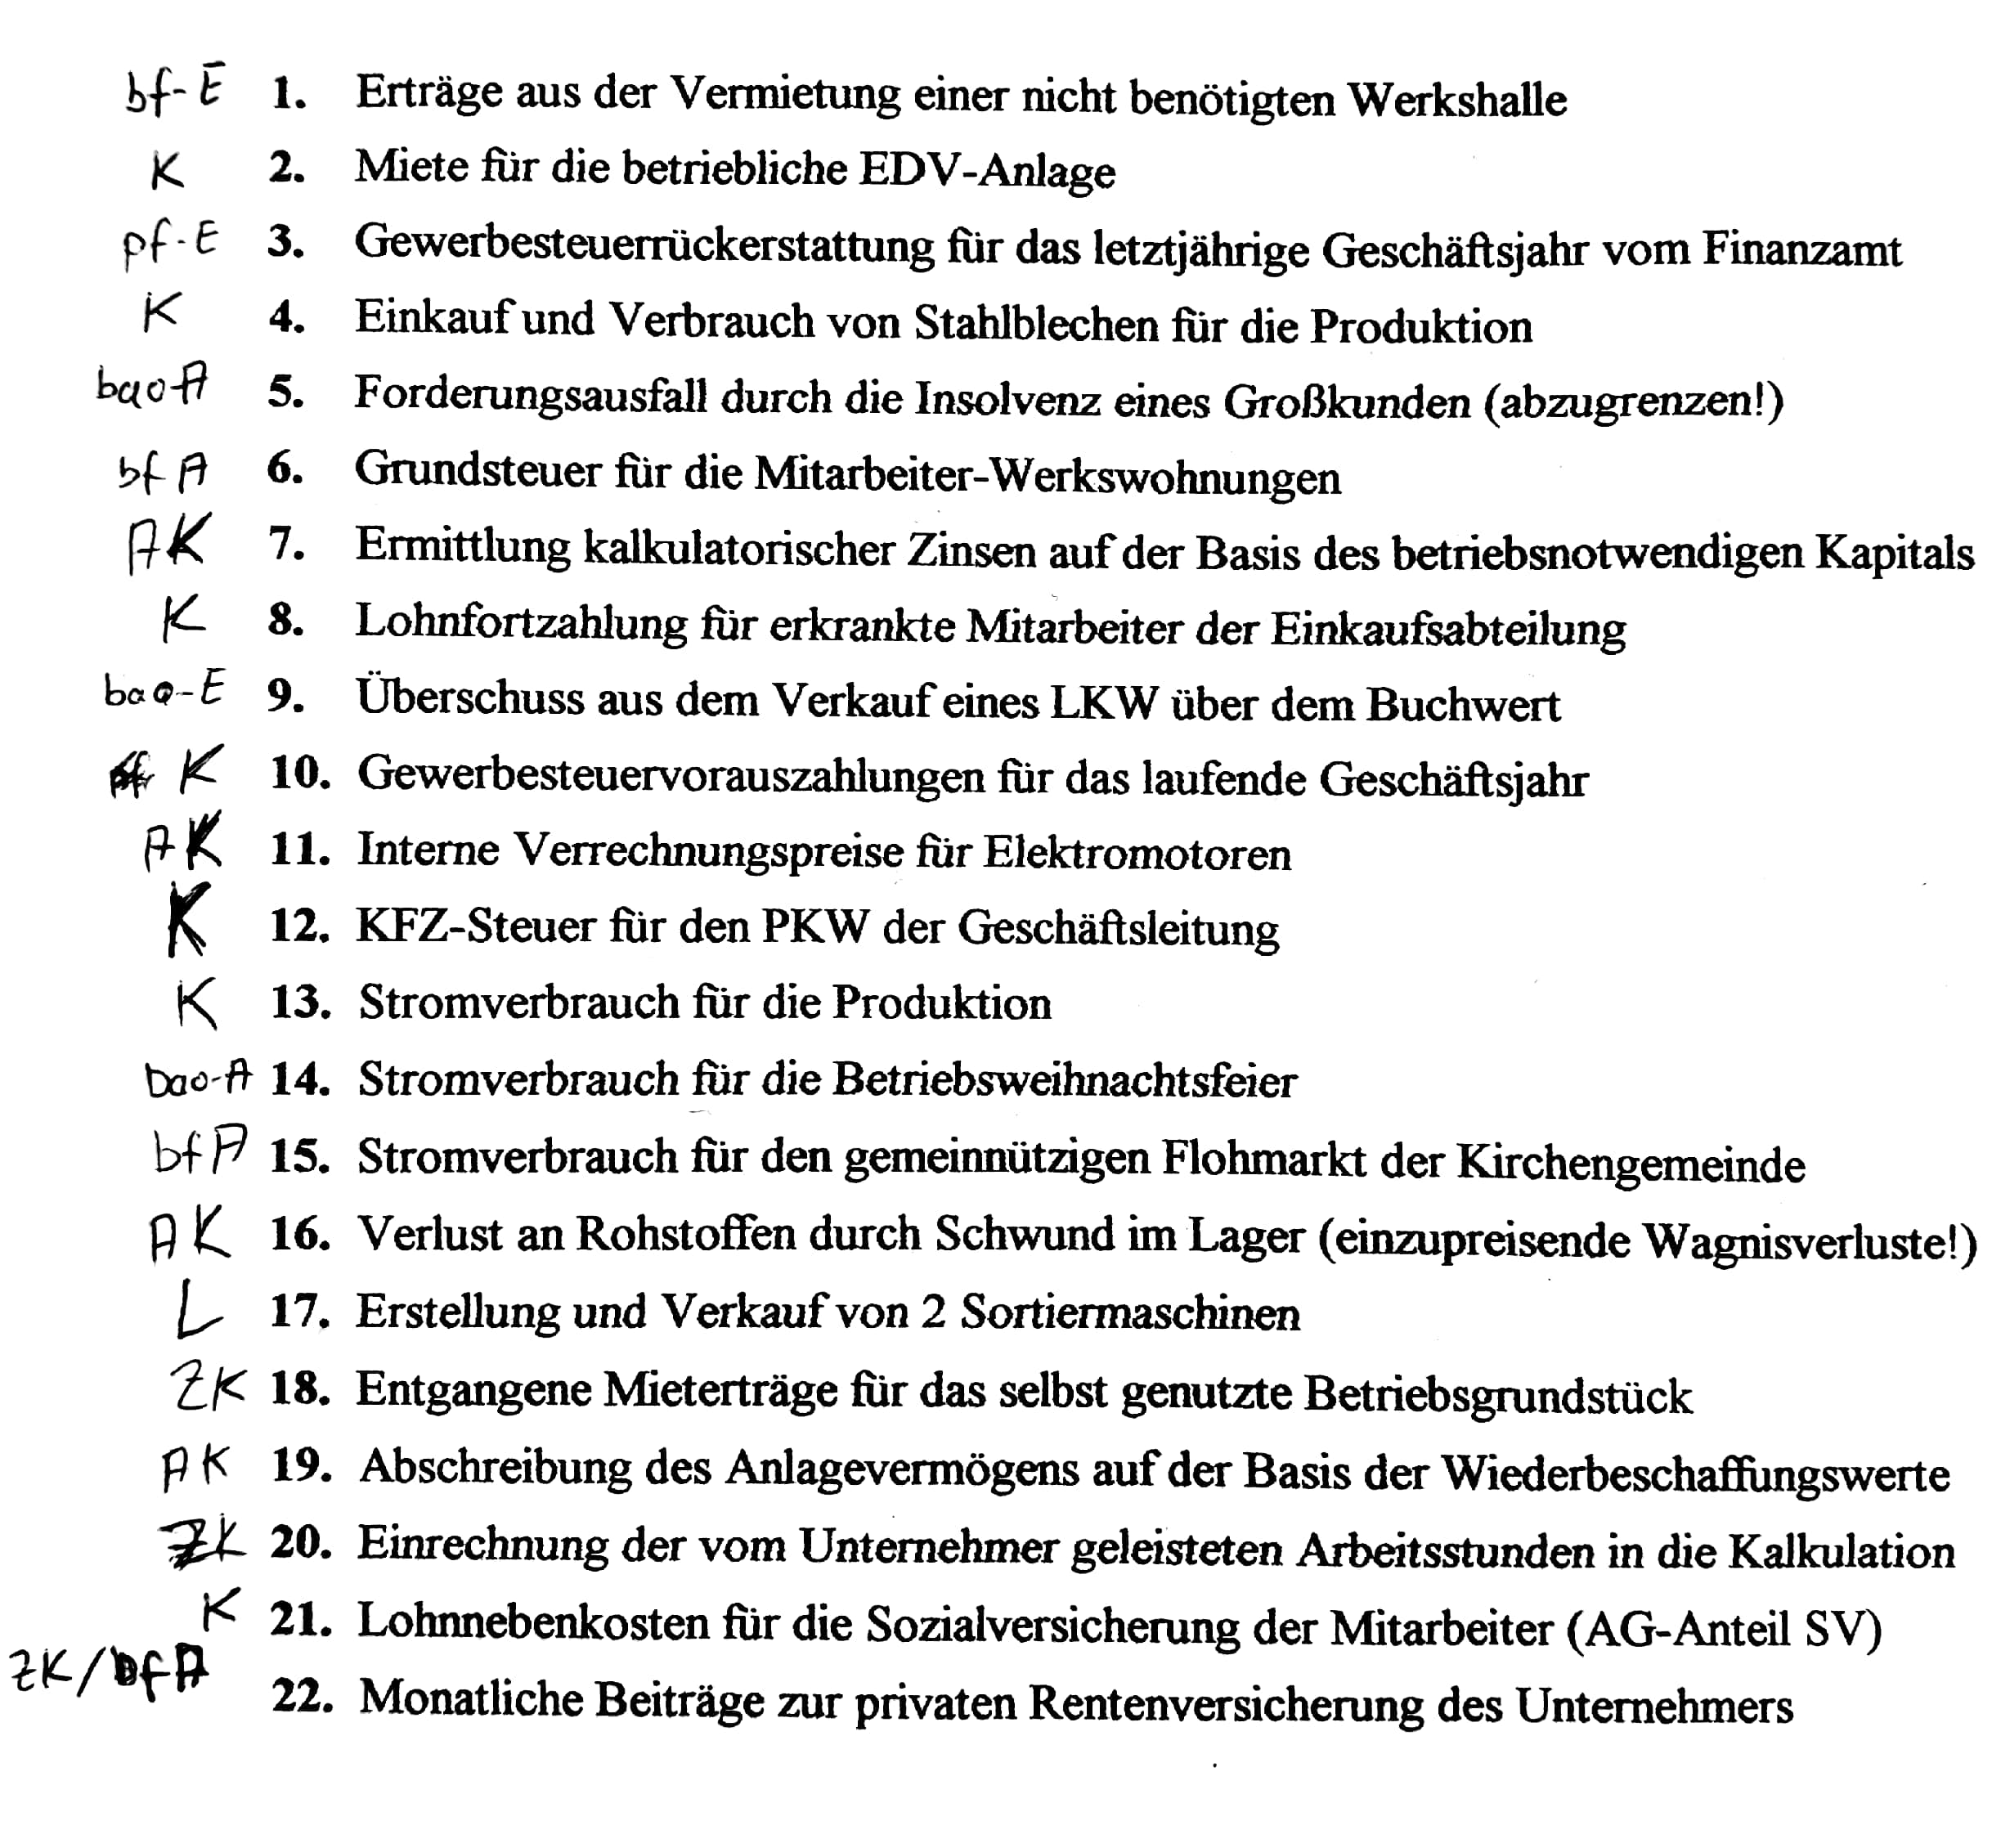 bf-E 1. Erträge aus der Vermietung einer nicht benötigten Werkshalle
K 2. Miete für die betriebliche EDV-Anlage
pf-E 3. Gewerbesteuerrückerstattung für das letztjährige Geschäftsjahr vom Finanzamt
K 4. Einkauf und Verbrauch von Stahlblechen für die Produktion
bao A 5. Forderungsausfall durch die Insolvenz eines Großkunden (abzugrenzen!)
bf A 6. Grundsteuer für die Mitarbeiter-Werkswohnungen
AK 7. Ermittlung kalkulatorischer Zinsen auf der Basis des betriebsnotwendigen Kapitals
K 8. Lohnfortzahlung für erkrankte Mitarbeiter der Einkaufsabteilung
bao-E 9. Überschuss aus dem Verkauf eines LKW über dem Buchwert
K 10. Gewerbesteuervorauszahlungen für das laufende Geschäftsjahr
AK 11. Interne Verrechnungspreise für Elektromotoren
K 12. KFZ-Steuer für den PKW der Geschäftsleitung
K 13. Stromverbrauch für die Produktion
bao-A 14. Stromverbrauch für die Betriebsweihnachtsfeier
bfA 15. Stromverbrauch für den gemeinnützigen Flohmarkt der Kirchengemeinde
AK 16. Verlust an Rohstoffen durch Schwund im Lager (einzupreisende Wagnisverluste!)
L 17. Erstellung und Verkauf von 2 Sortiermaschinen
ZK 18. Entgangene Mieterträge für das selbst genutzte Betriebsgrundstück
AK 19. Abschreibung des Anlagevermögens auf der Basis der Wiederbeschaffungswerte
ZK 20. Einrechnung der vom Unternehmer geleisteten Arbeitsstunden in die Kalkulation
K 21. Lohnnebenkosten für die Sozialversicherung der Mitarbeiter (AG-Anteil SV)
ZK/bfA 22. Monatliche Beiträge zur privaten Rentenversicherung des Unternehmers